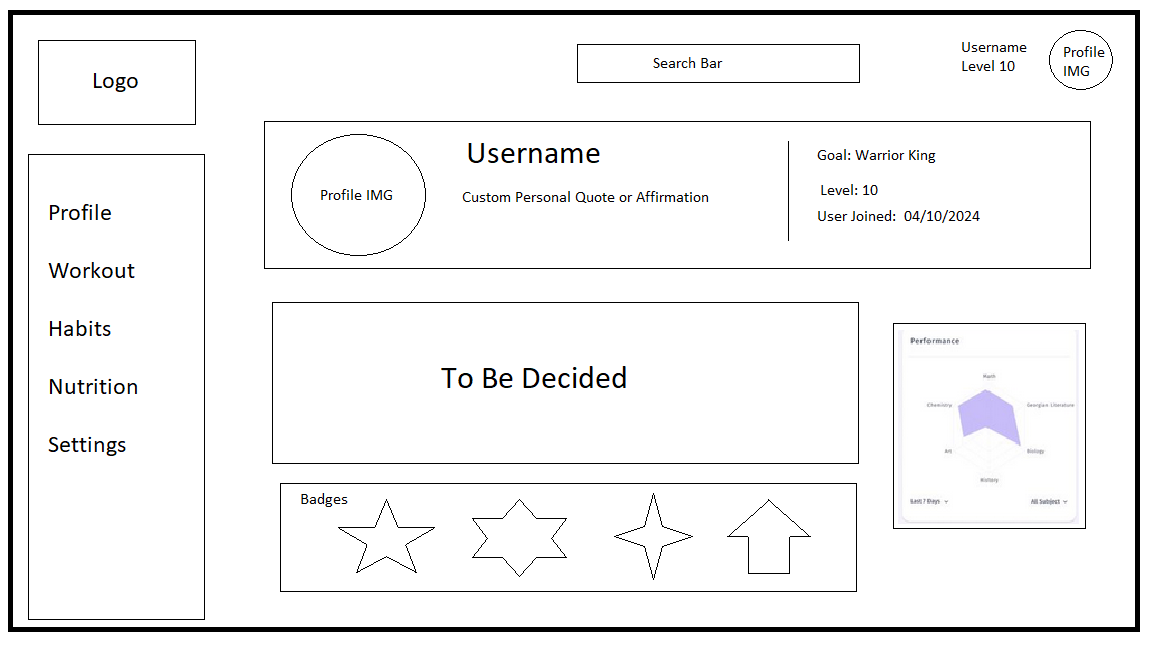 Logo
Search Bar
Username
Level 10
Profile
IMG
Profile
Workout
Habits
Nutrition
Settings
Profile IMG
Username
Custom Personal Quote or Affirmation
Goal: Warrior King
Level: 10
User Joined: 04/10/2024
To Be Decided
Performance
Math
Chemistry
Georgian Literature
Art
Biology
History
Last 7 Days
All Subject
Badges